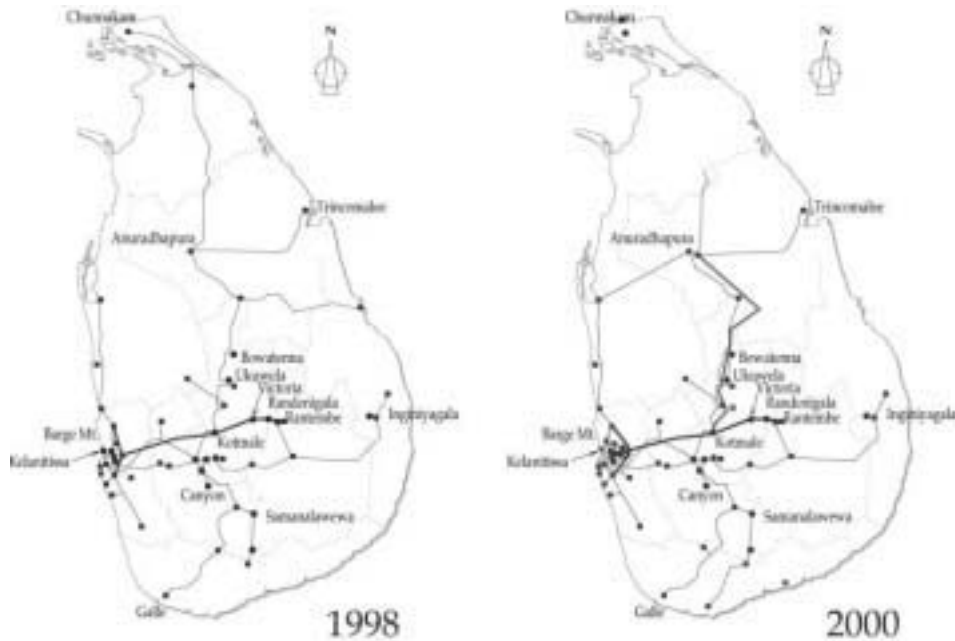 Chunnakam
N
Trincomalee
Anuradhapura
Bowatenna
Ukuwela
Victoria
Randenigala
Rantembe
Inginiyagala
Barge Mt.
Kotmale
Kelanitissa
Canyon
Samanalawewa
Galle
1998
Chunnakam
N
Trincomalee
Anuradhapura
Bowatenna
Ukuwela
Victoria
Randenigala
Rantembe
Inginiyagala
Barge Mt.
Kotmale
Kelanitissa
Canyon
Samanalawewa
Galle
2000